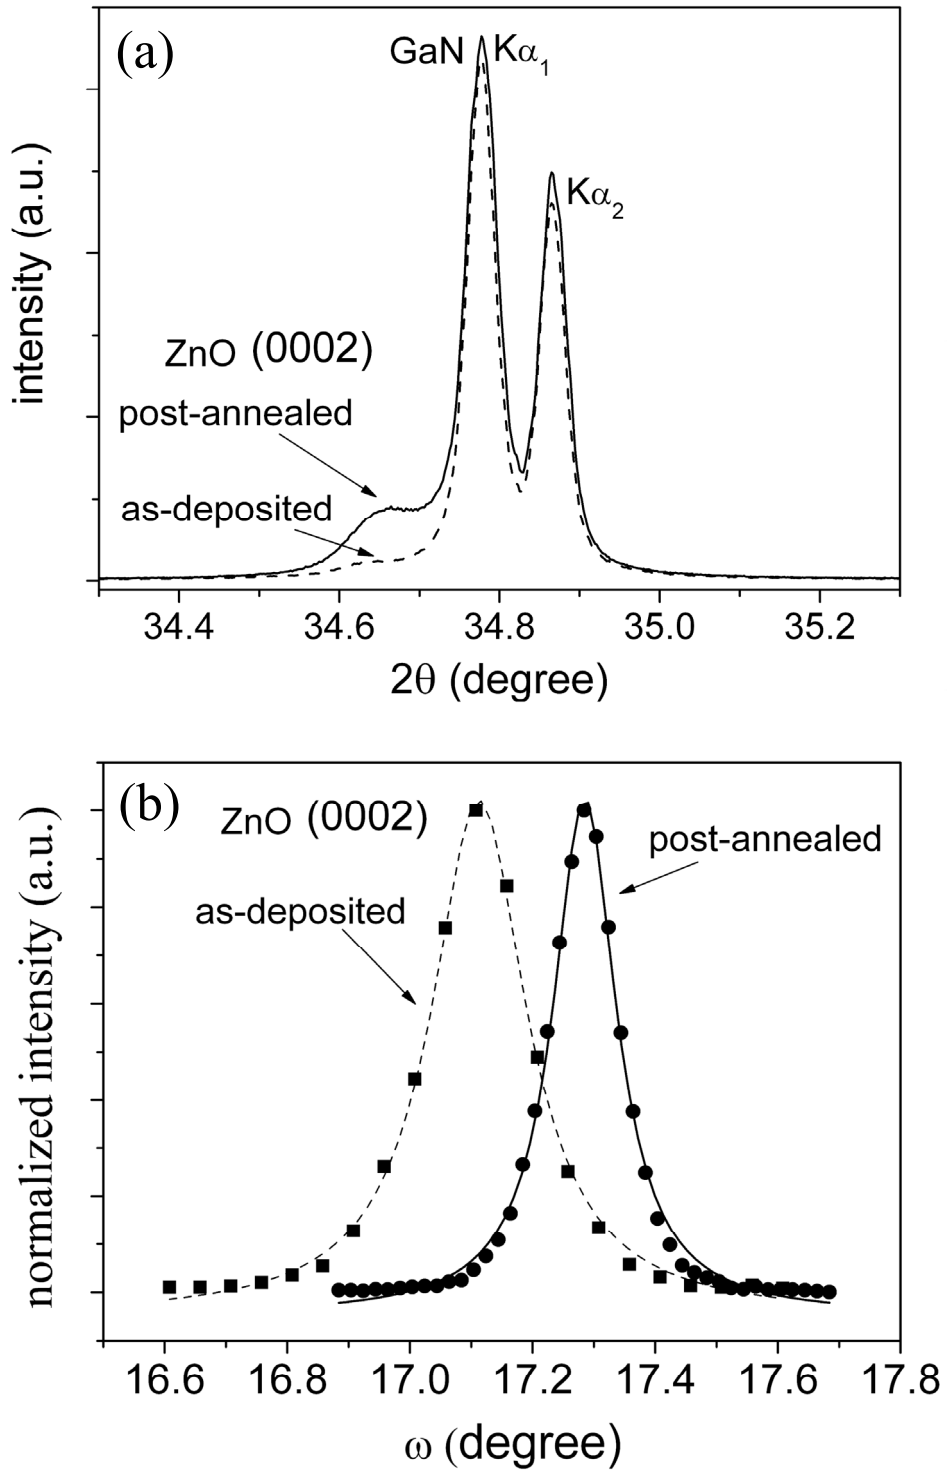 (a)
GaN Kα₁
Kα₂
ZnO (0002)
post-annealed
as-deposited
intensity (a.u.)
34.4 34.6 34.8 35.0 35.2
2θ (degree)
(b)
ZnO (0002)
post-annealed
as-deposited
normalized intensity (a.u.)
16.6 16.8 17.0 17.2 17.4 17.6 17.8
ω (degree)